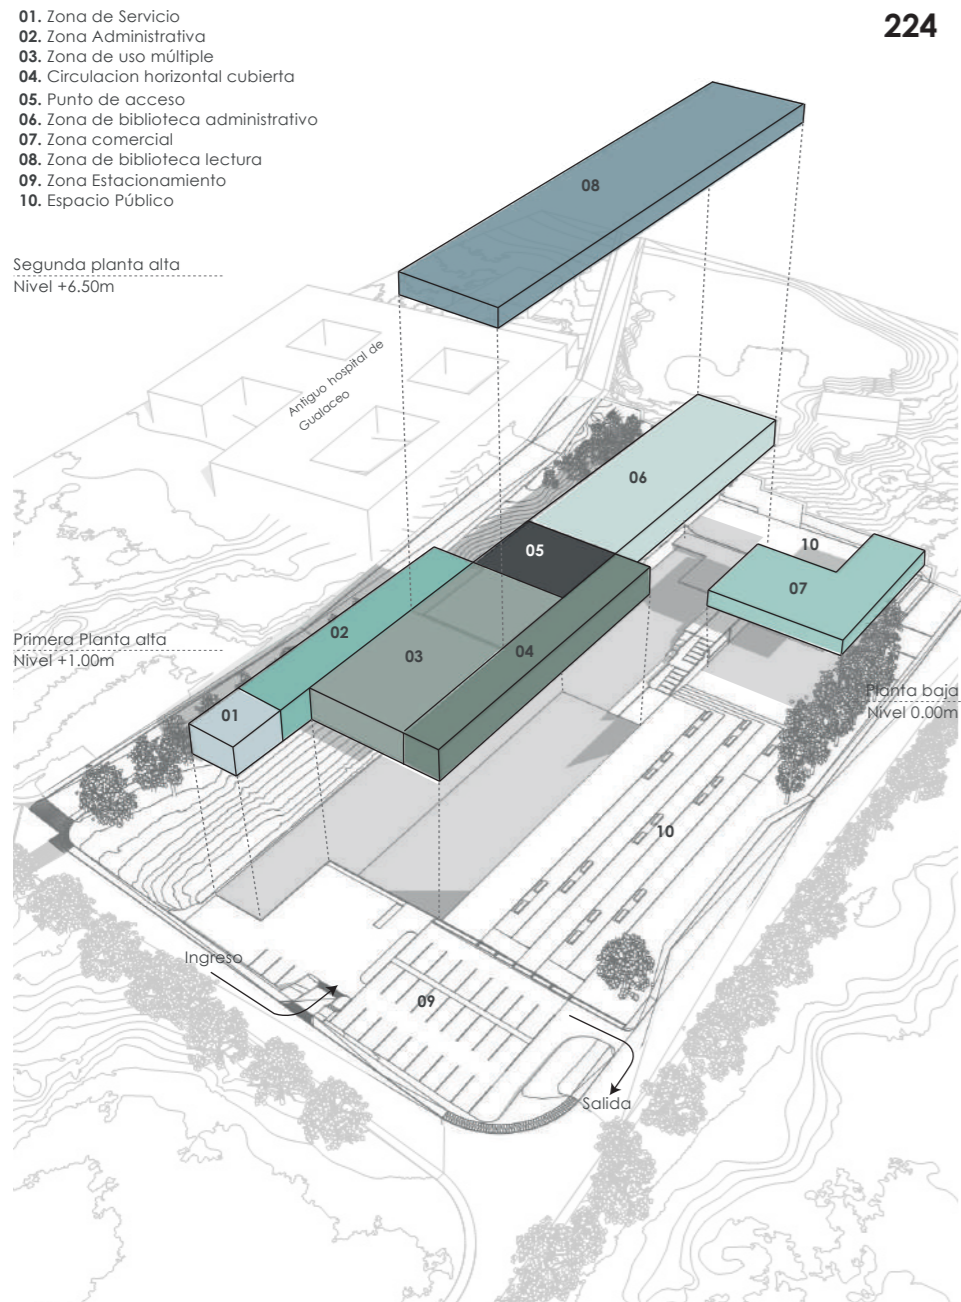 01. Zona de Servicio
02. Zona Administrativa
03. Zona de uso múltiple
04. Circulacion horizontal cubierta
05. Punto de acceso
06. Zona de biblioteca administrativo
07. Zona comercial
08. Zona de biblioteca lectura
09. Zona Estacionamiento
10. Espacio Público
224
08
Segunda planta alta
Nivel +6.50m
Antiguo hospital de
Gualaceo
06
05
10
07
02
03
04
Primera Planta alta
Nivel +1.00m
01
Planta baja
Nivel 0.00m
10
Ingreso
09
Salida